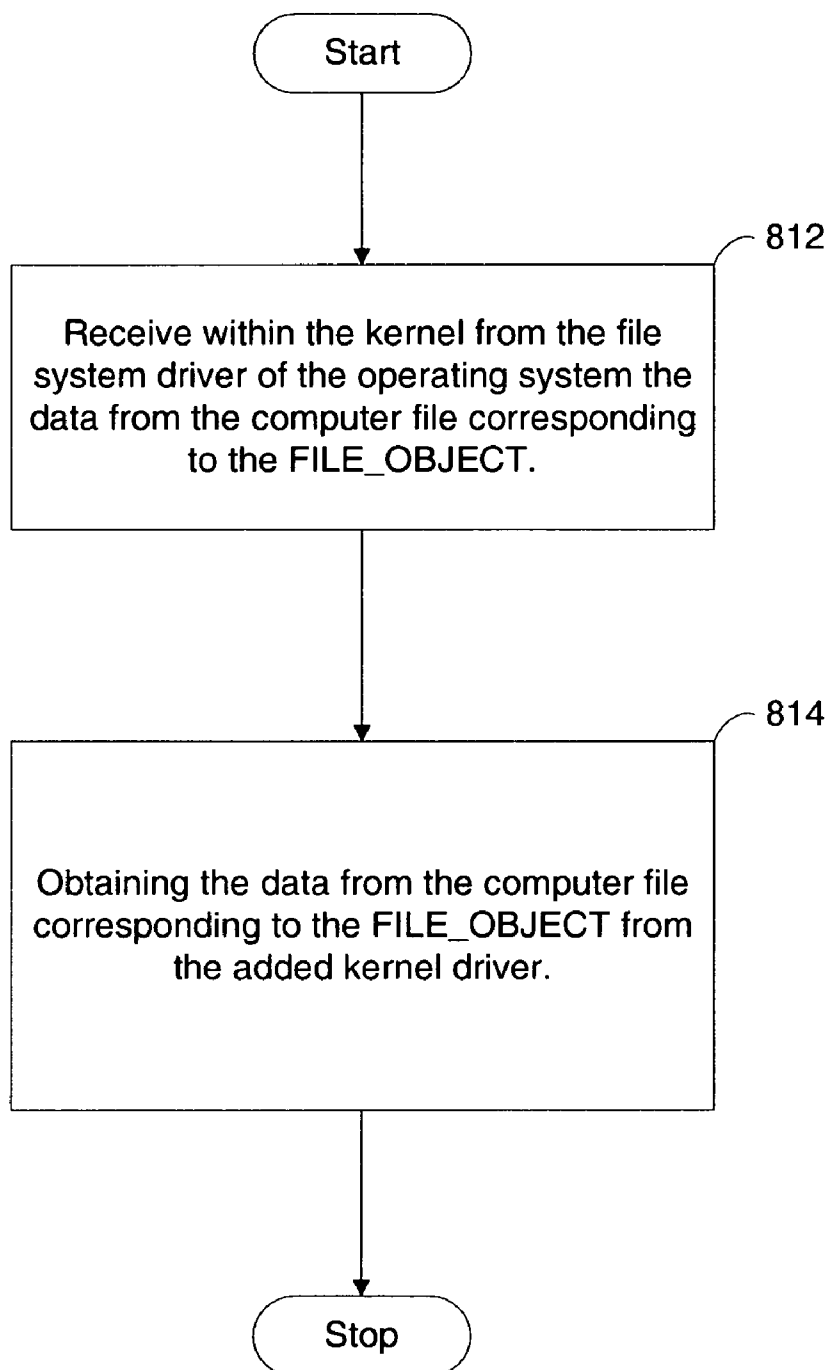 Start
812
Receive within the kernel from the file
system driver of the operating system the
data from the computer file corresponding
to the FILE_OBJECT.
814
Obtaining the data from the computer file
corresponding to the FILE_OBJECT from
the added kernel driver.
Stop